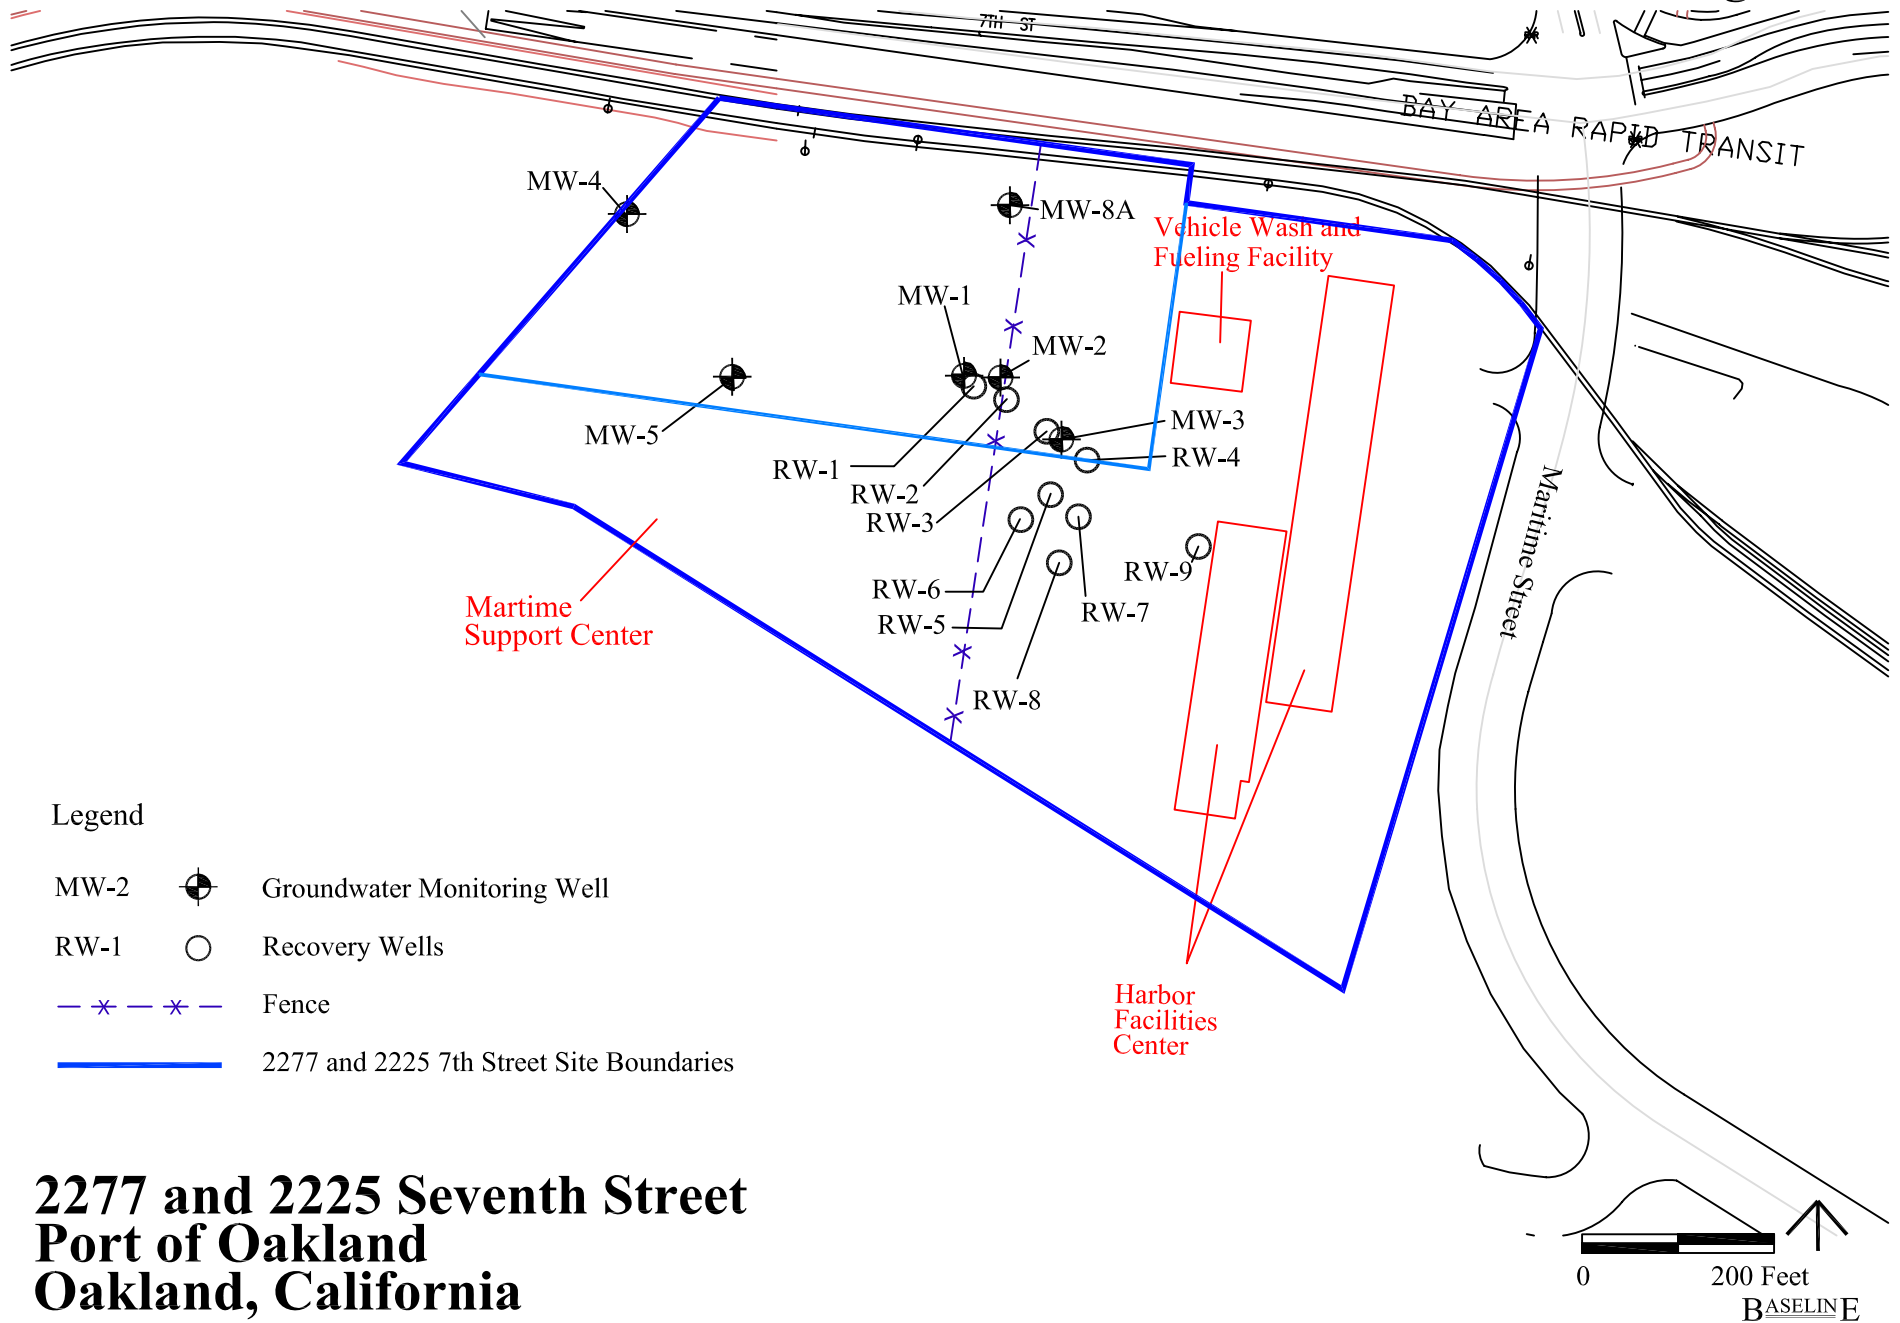 7TH ST
BAY AREA RAPID TRANSIT
MW-4
MW-8A
Vehicle Wash and
Fueling Facility
MW-1
MW-2
MW-5
MW-3
RW-1
RW-4
RW-2
RW-3
RW-9
RW-6
RW-7
RW-5
Martime
Support Center
RW-8
Maritime Street
Harbor
Facilities
Center
Legend
MW-2 Groundwater Monitoring Well
RW-1 Recovery Wells
Fence
2277 and 2225 7th Street Site Boundaries
2277 and 2225 Seventh Street
Port of Oakland
Oakland, California
0 200 Feet
BASELINE